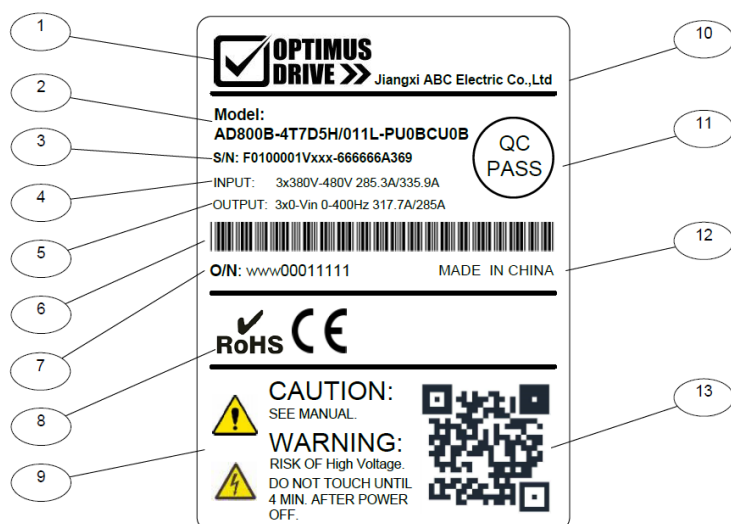 1
2
3
4
5
6
7
8
9
10
11
12
13
OPTIMUS
DRIVE
Jiangxi ABC Electric Co.,Ltd
Model:
AD800B-4T7D5H/011L-PU0BCU0B
S/N: F0100001Vxxx-666666A369
QC
PASS
INPUT: 3x380V-480V 285.3A/335.9A
OUTPUT: 3x0-Vin 0-400Hz 317.7A/285A
O/N: www00011111
MADE IN CHINA
RoHS CE
CAUTION:
SEE MANUAL.
WARNING:
RISK OF High Voltage.
DO NOT TOUCH UNTIL
4 MIN. AFTER POWER
OFF.